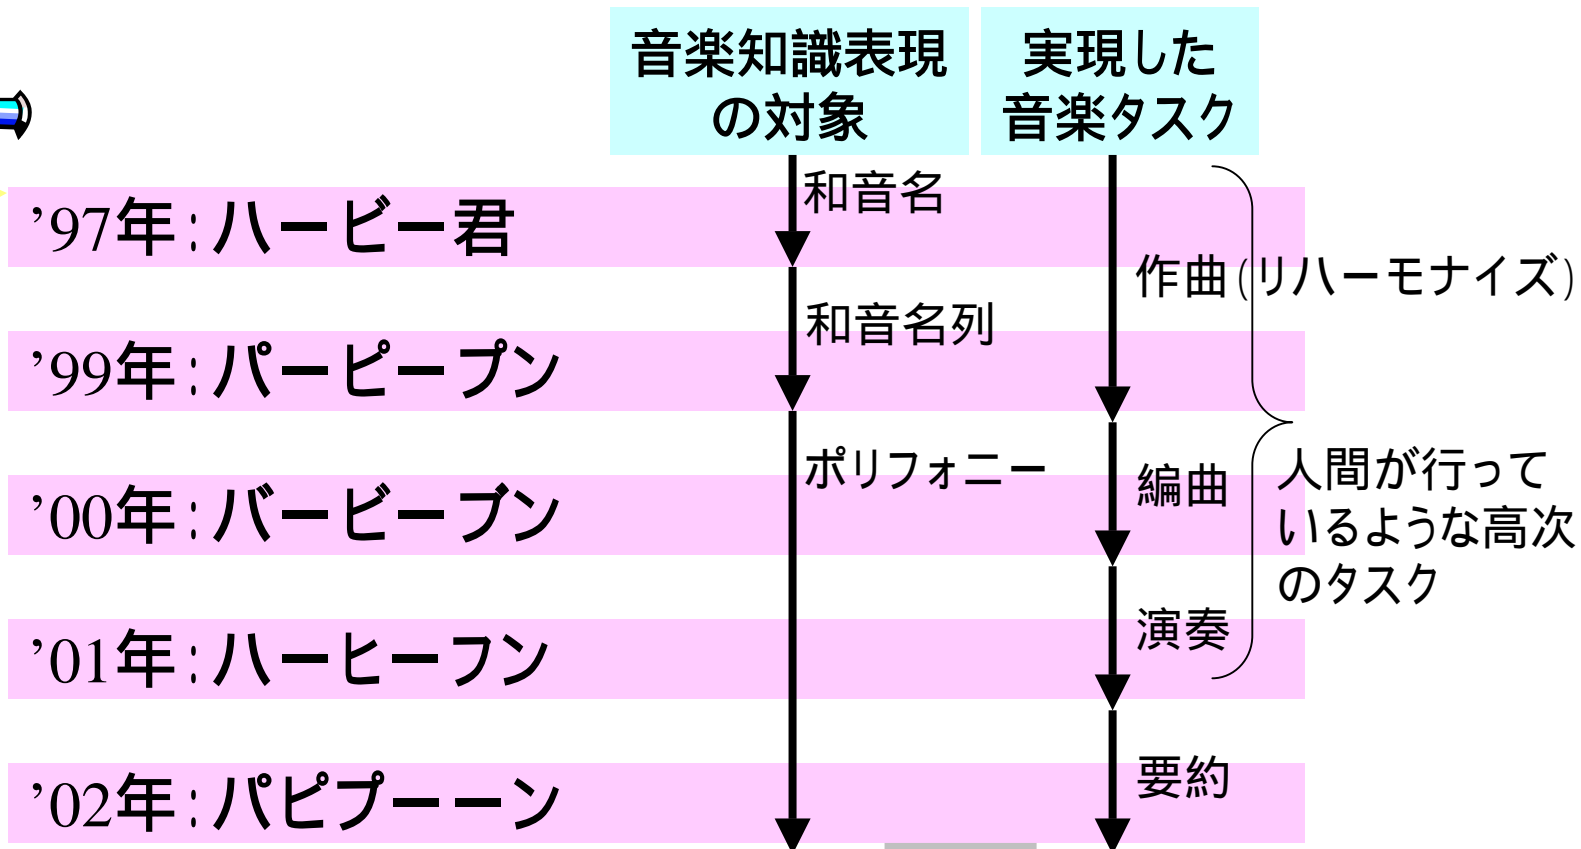 音楽知識表現
の対象
実現した
音楽タスク
和音名
’97年:ハービー君
作曲(リハーモナイズ)
和音名列
’99年:パーピープン
ポリフォニー
編曲
人間が行って
いるような高次
のタスク
’00年:バービーブン
演奏
’01年:ハーヒーフン
要約
’02年:パピプーーン